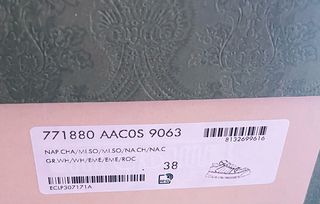 771880 AAC0S 9063
8132699616
NAP.CHA/MI.SO/MI.SO/NA.CH/NA.C
GR.WH/WH/EME/EME/ROC
38
ECLP307171A